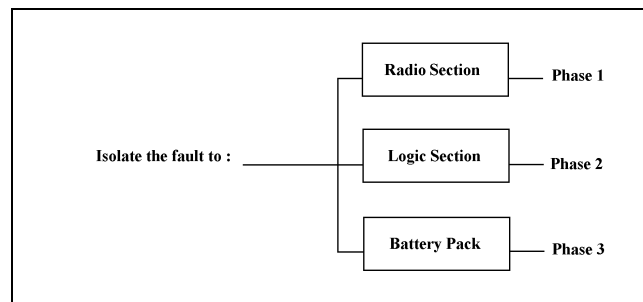 Radio Section
Phase 1
Isolate the fault to :
Logic Section
Phase 2
Battery Pack
Phase 3